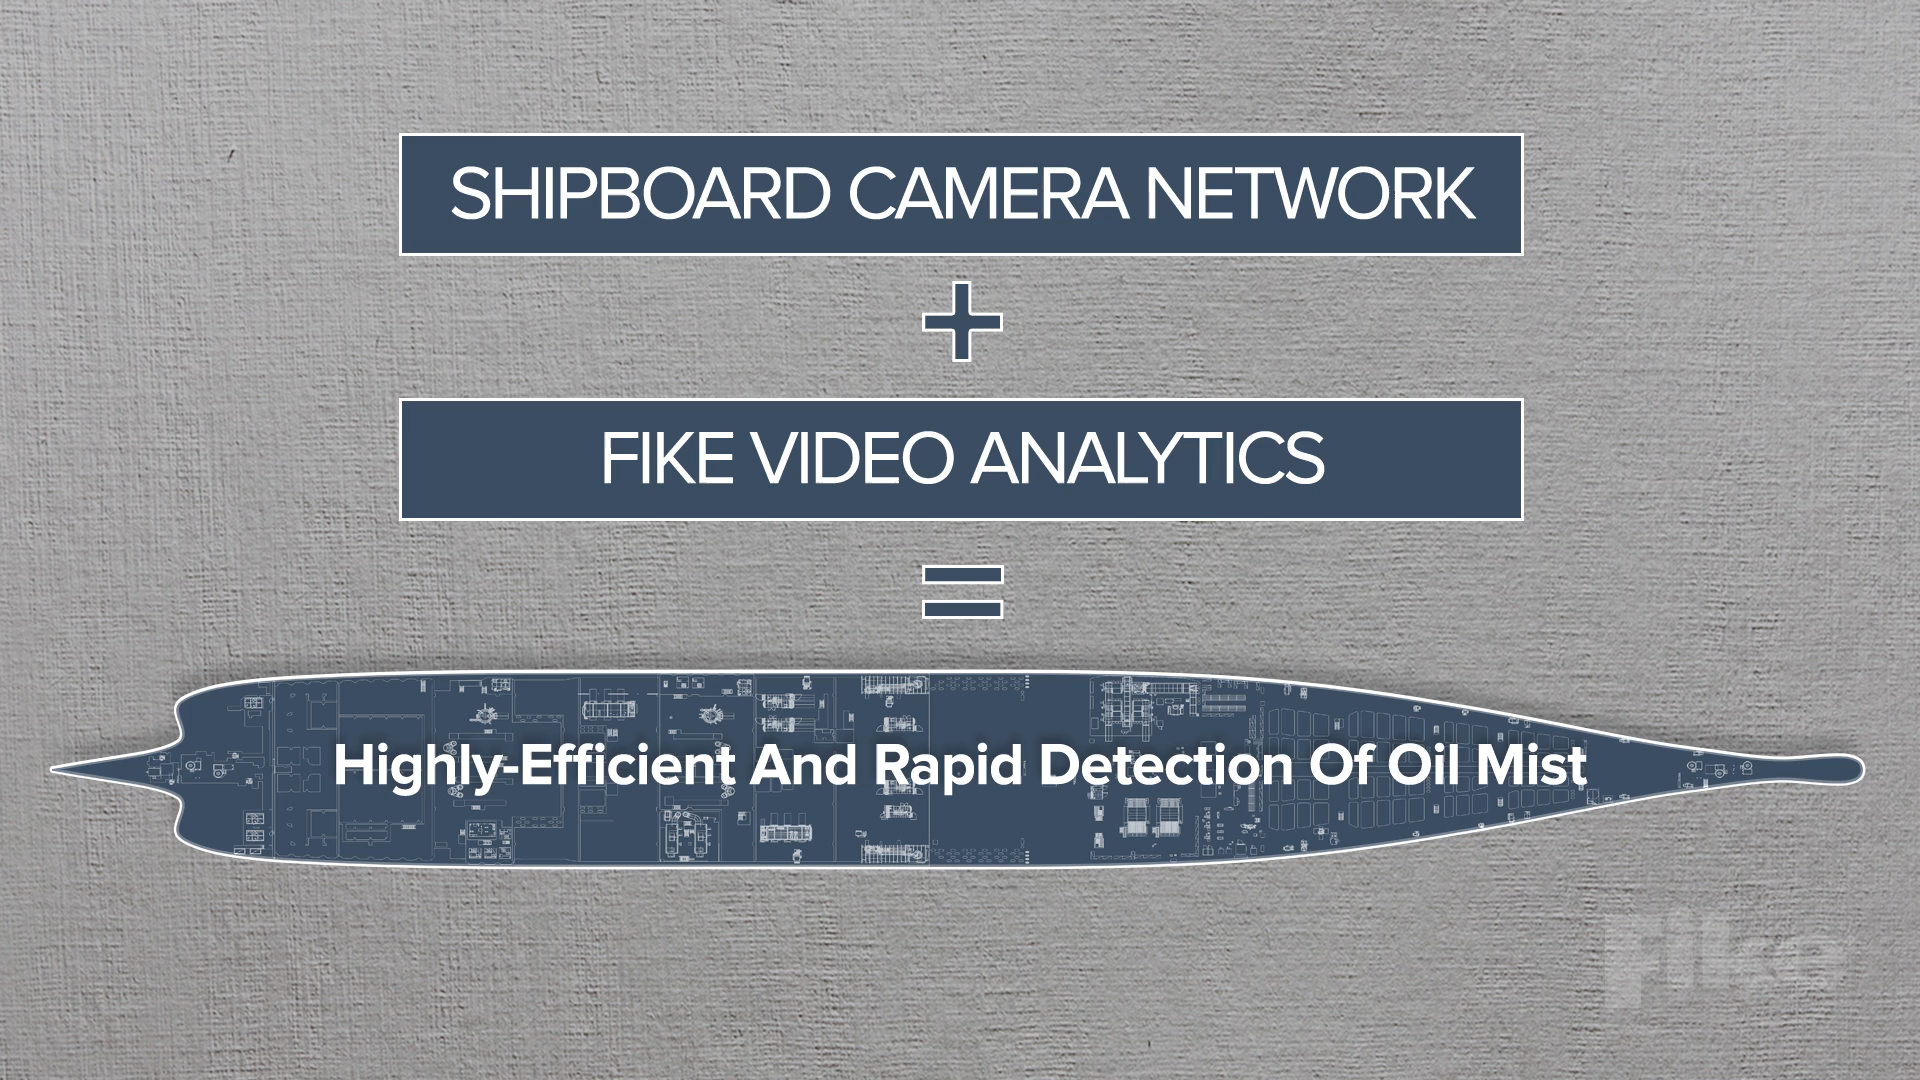 SHIPBOARD CAMERA NETWORK
+
FIKE VIDEO ANALYTICS
=
Highly-Efficient And Rapid Detection Of Oil Mist
Fike